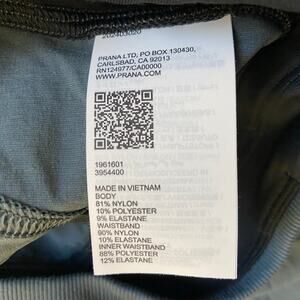 PRANA LTD, PO BOX 130430,
CARLSBAD, CA 92013
RN124977/CA00000
WWW.PRANA.COM
1961601
3954400
MADE IN VIETNAM
BODY
81% NYLON
10% POLYESTER
9% ELASTANE
WAISTBAND
90% NYLON
10% ELASTANE
INNER WAISTBAND
88% POLYESTER
12% ELASTANE